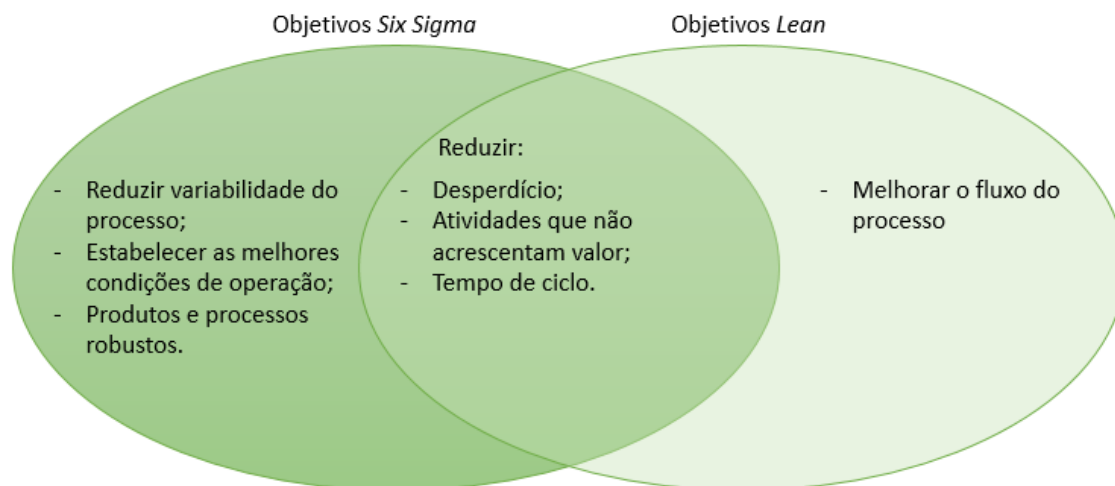 Objetivos Six Sigma
Objetivos Lean
- Reduzir variabilidade do
processo;
- Estabelecer as melhores
condições de operação;
- Produtos e processos
robustos.
Reduzir:
- Desperdício;
- Atividades que não
acrescentam valor;
- Tempo de ciclo.
- Melhorar o fluxo do
processo